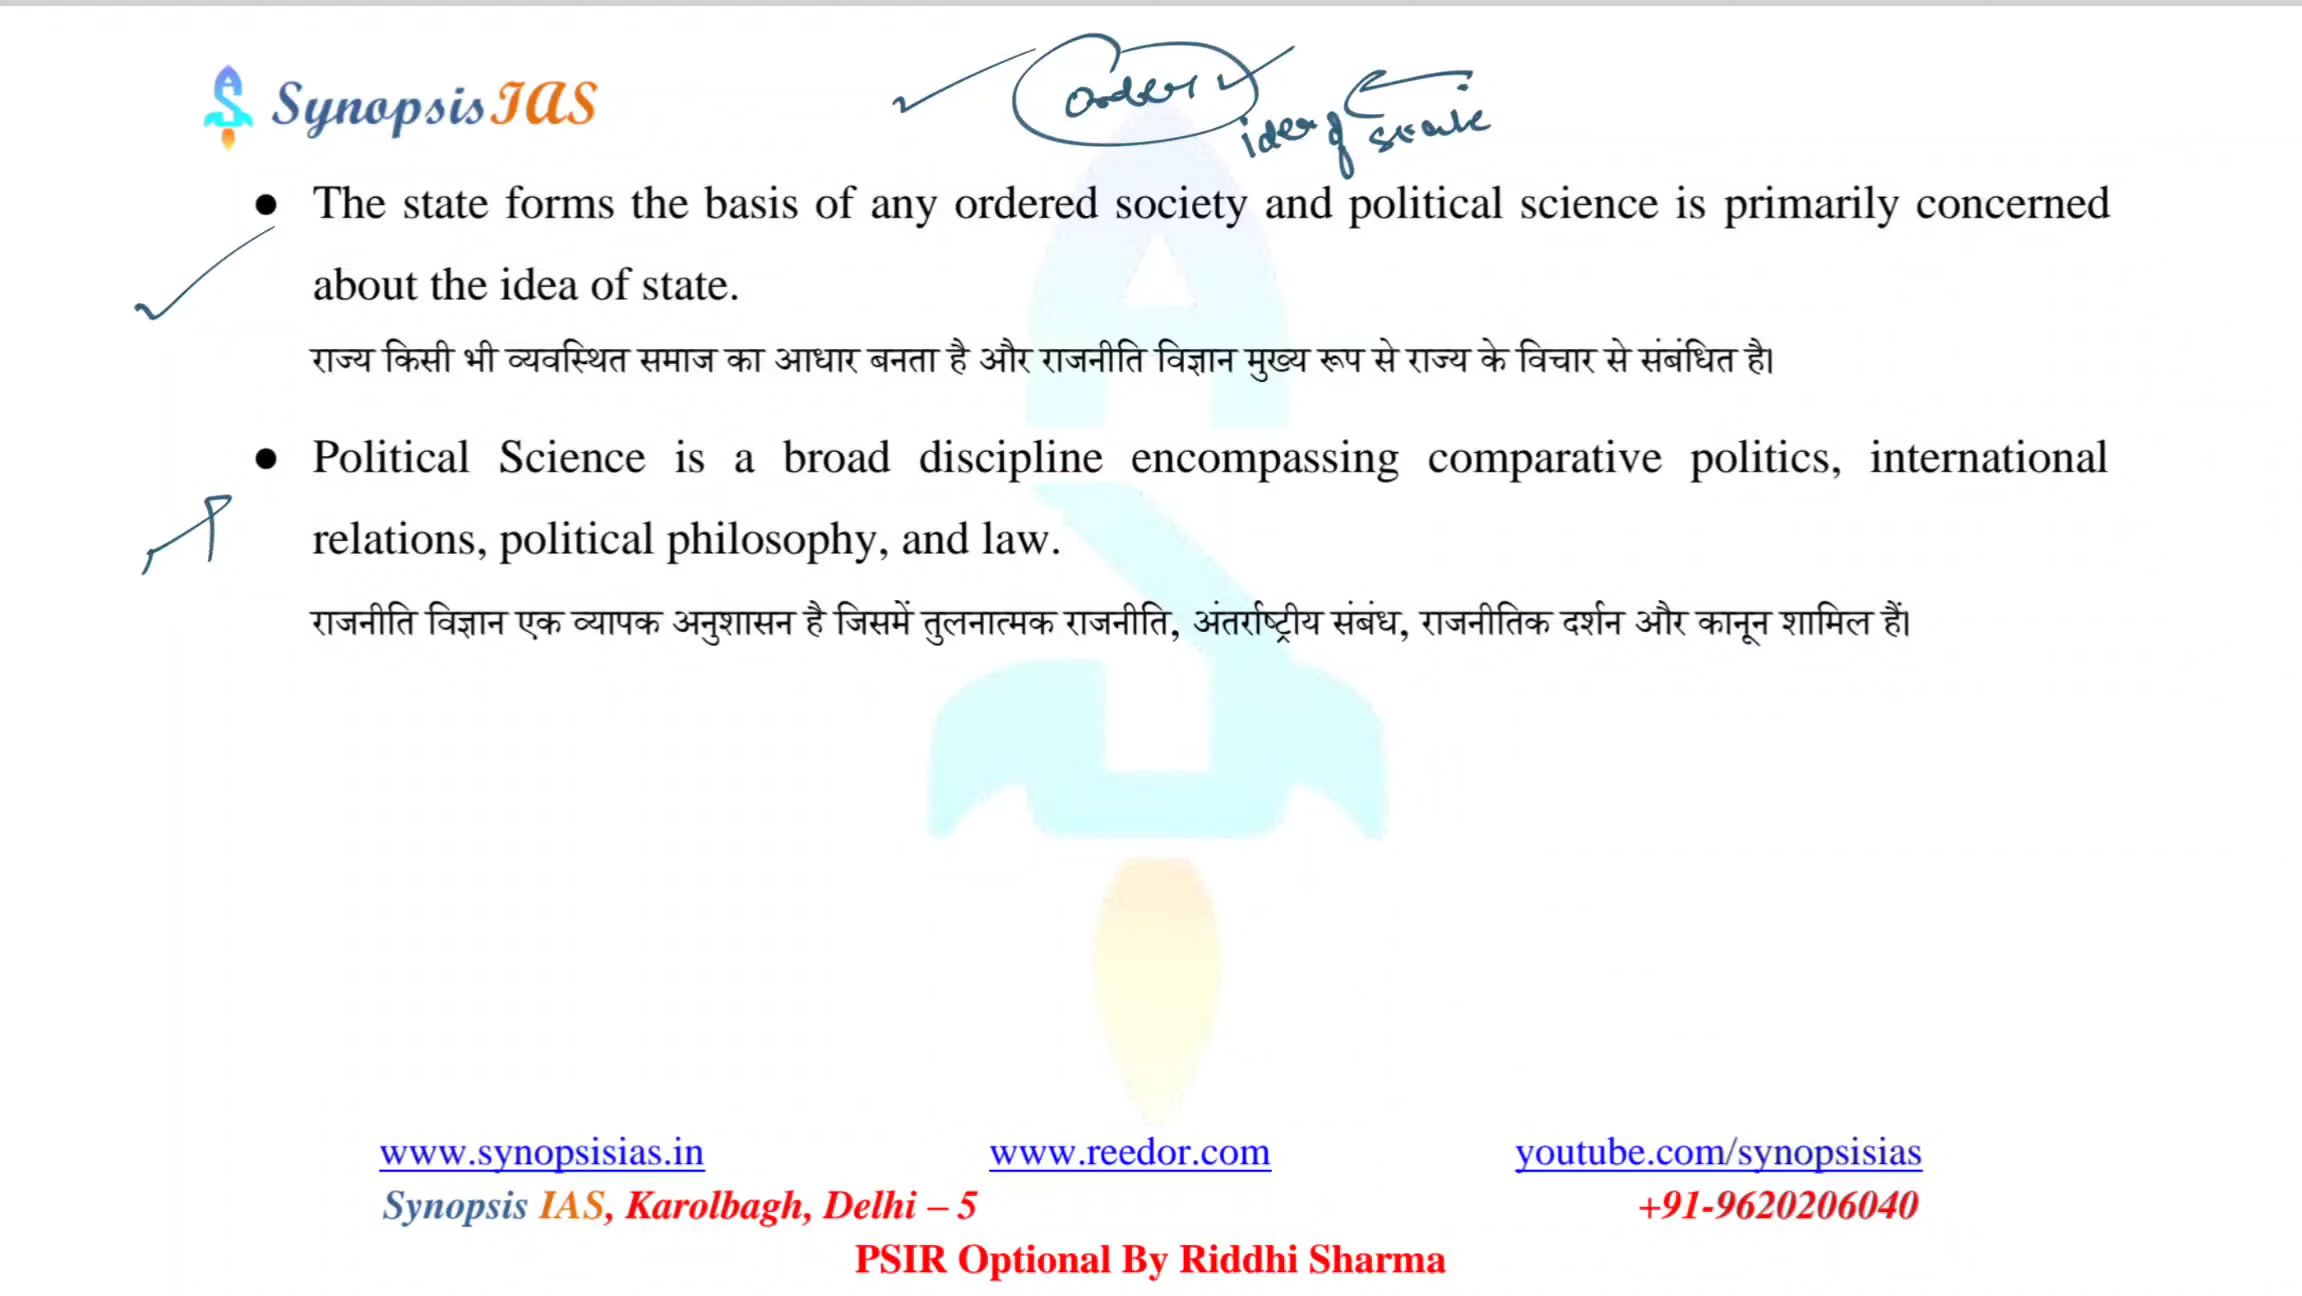 Synopsis IAS
order
idea of state
● The state forms the basis of any ordered society and political science is primarily concerned
about the idea of state.
राज्य किसी भी व्यवस्थित समाज का आधार बनता है और राजनीति विज्ञान मुख्य रूप से राज्य के विचार से संबंधित है।
● Political Science is a broad discipline encompassing comparative politics, international
relations, political philosophy, and law.
राजनीति विज्ञान एक व्यापक अनुशासन है जिसमें तुलनात्मक राजनीति, अंतर्राष्ट्रीय संबंध, राजनीतिक दर्शन और कानून शामिल हैं।
www.synopsisias.in www.reedor.com youtube.com/synopsisias
Synopsis IAS, Karolbagh, Delhi – 5 +91-9620206040
PSIR Optional By Riddhi Sharma